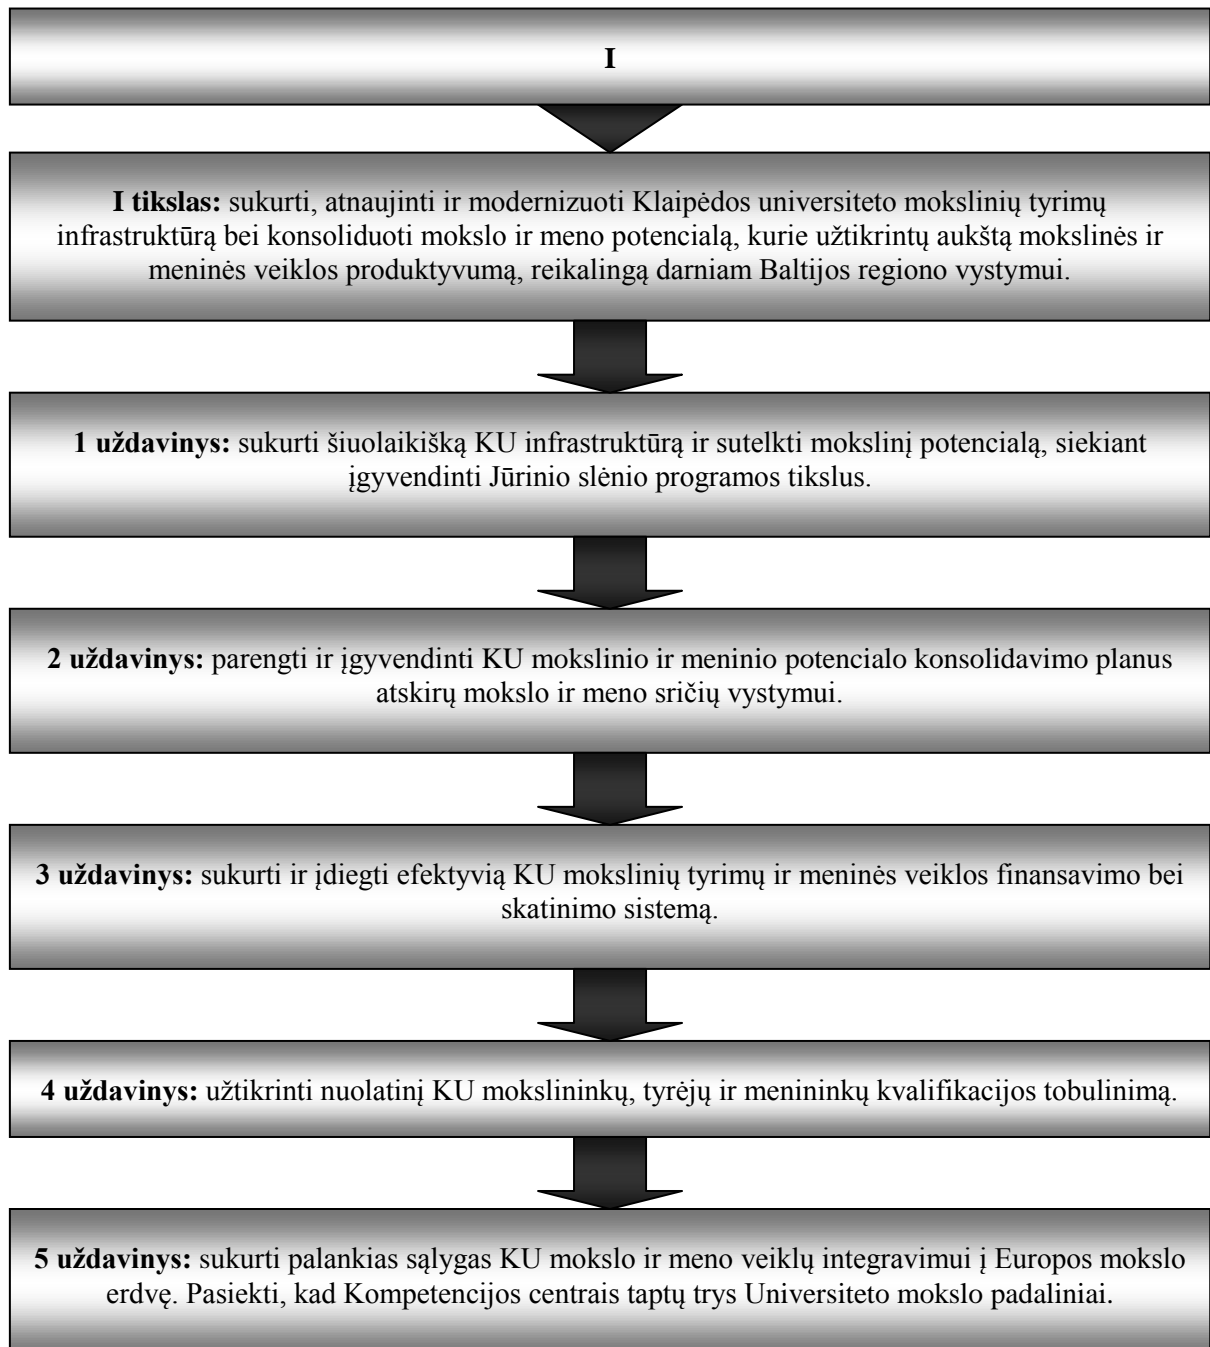 I
I tikslas: sukurti, atnaujinti ir modernizuoti Klaipėdos universiteto mokslinių tyrimų
infrastruktūrą bei konsoliduoti mokslo ir meno potencialą, kurie užtikrintų aukštą mokslinės ir
meninės veiklos produktyvumą, reikalingą darniam Baltijos regiono vystymui.
1 uždavinys: sukurti šiuolaikišką KU infrastruktūrą ir sutelkti mokslinį potencialą, siekiant
įgyvendinti Jūrinio slėnio programos tikslus.
2 uždavinys: parengti ir įgyvendinti KU mokslinio ir meninio potencialo konsolidavimo planus
atskirų mokslo ir meno sričių vystymui.
3 uždavinys: sukurti ir įdiegti efektyvią KU mokslinių tyrimų ir meninės veiklos finansavimo bei
skatinimo sistemą.
4 uždavinys: užtikrinti nuolatinį KU mokslininkų, tyrėjų ir menininkų kvalifikacijos tobulinimą.
5 uždavinys: sukurti palankias sąlygas KU mokslo ir meno veiklų integravimui į Europos mokslo
erdvę. Pasiekti, kad Kompetencijos centrais taptų trys Universiteto mokslo padaliniai.